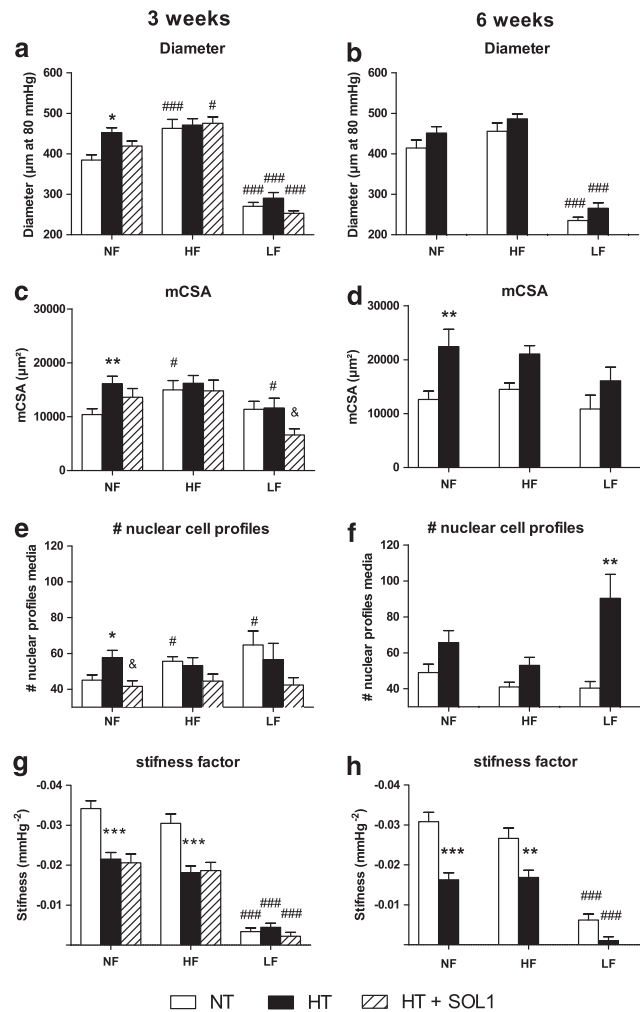 3 weeks
6 weeks
a
Diameter
Diameter (µm at 80 mmHg)
600
500
400
300
200
*
###
#
###
###
###
NF
HF
LF
b
Diameter
Diameter (µm at 80 mmHg)
600
500
400
300
200
###
###
NF
HF
LF
c
mCSA
mCSA (µm²)
30000
20000
10000
0
**
#
#
&
NF
HF
LF
d
mCSA
mCSA (µm²)
30000
20000
10000
0
**
NF
HF
LF
e
# nuclear cell profiles
# nuclear profiles media
120
100
80
60
40
*
&
#
#
NF
HF
LF
f
# nuclear cell profiles
# nuclear profiles media
120
100
80
60
40
**
NF
HF
LF
g
stifness factor
Stifness (mmHg⁻²)
-0.04
-0.03
-0.02
-0.01
***
***
###
###
###
NF
HF
LF
h
stifness factor
Stifness (mmHg⁻²)
-0.04
-0.03
-0.02
-0.01
***
**
###
###
NF
HF
LF
NT
HT
HT + SOL1